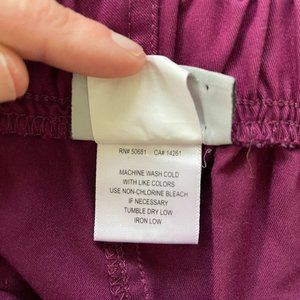 RN# 50681 CA# 14261
MACHINE WASH COLD
WITH LIKE COLORS
USE NON-CHLORINE BLEACH
IF NECESSARY
TUMBLE DRY LOW
IRON LOW